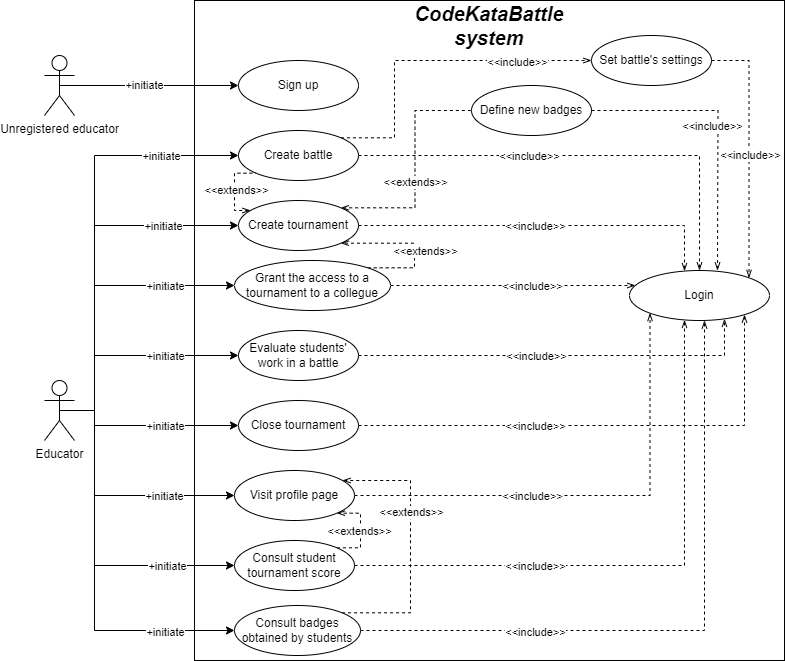 CodeKataBattle
system
<<include>>
Set battle's settings
+initiate
Sign up
Define new badges
Unregistered educator
<<include>>
+initiate
Create battle
<<include>>
<<include>>
<<extends>>
<<extends>>
+initiate
Create tournament
<<include>>
<<extends>>
+initiate
Grant the access to a
tournament to a collegue
<<include>>
Login
+initiate
Evaluate students'
work in a battle
<<include>>
Educator
+initiate
Close tournament
<<include>>
+initiate
Visit profile page
<<include>>
<<extends>>
<<extends>>
+initiate
Consult student
tournament score
<<include>>
+initiate
Consult badges
obtained by students
<<include>>